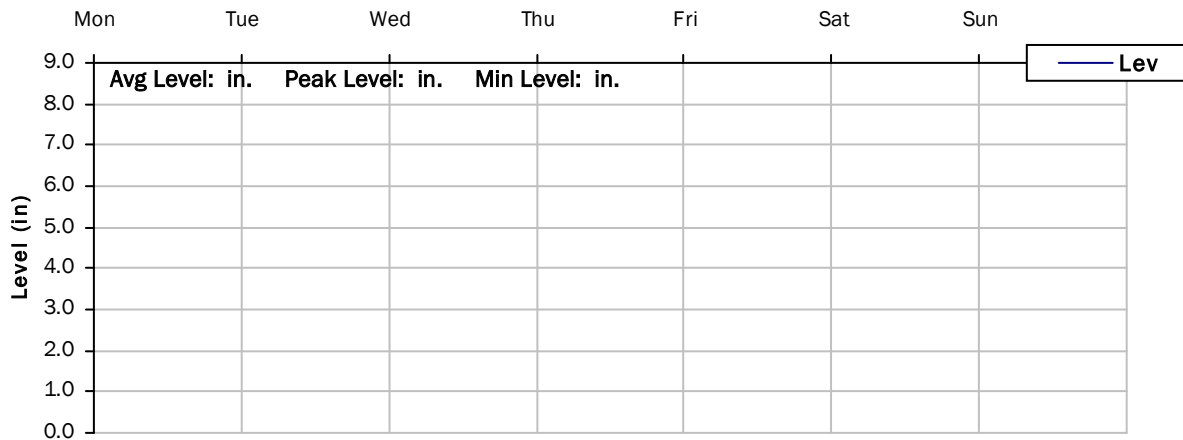 Mon Tue Wed Thu Fri Sat Sun
Lev
Avg Level: in. Peak Level: in. Min Level: in.
9.0
8.0
7.0
6.0
5.0
4.0
3.0
2.0
1.0
0.0
Level (in)